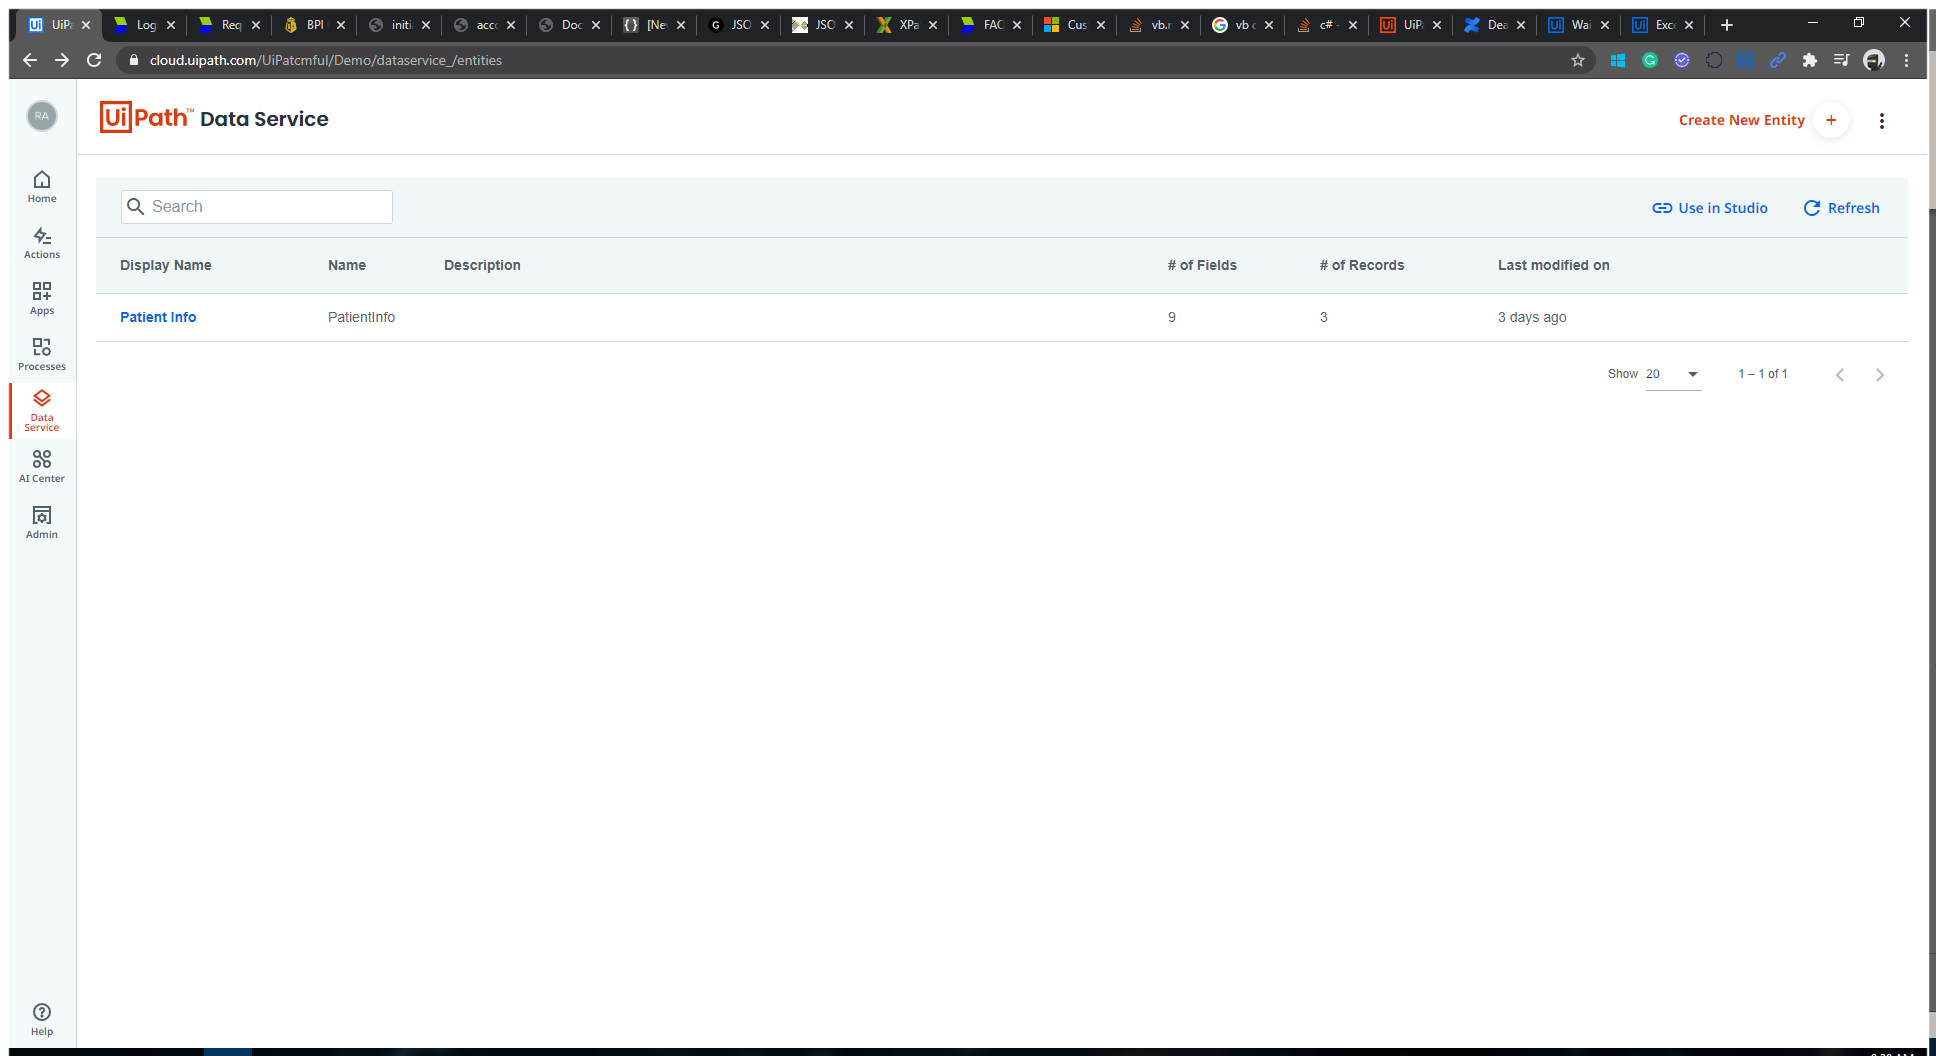 UiPa
Log
Req
BPI
initi
acco
Doc
[Ne
JSO
JSO
XPa
FAC
Cus
vb.n
vb c
c# -
UiPa
Dea
Wai
Exce
cloud.uipath.com/UiPatcmful/Demo/dataservice_/entities
RA
UiPath™ Data Service
Create New Entity +
Home
Actions
Apps
Processes
Data
Service
AI Center
Admin
Help
Search
Use in Studio
Refresh
Display Name Name Description # of Fields # of Records Last modified on
Patient Info PatientInfo 9 3 3 days ago
Show 20 1 – 1 of 1